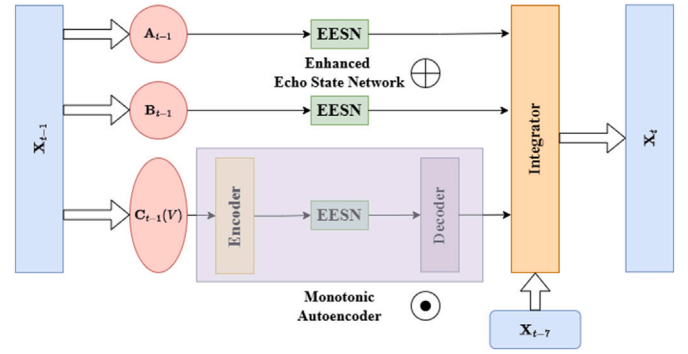 X_{t-1}
A_{t-1}
EESN
Enhanced
Echo State Network
B_{t-1}
EESN
C_{t-1}(V)
Encoder
EESN
Decoder
Monotonic
Autoencoder
Integrator
X_{t-7}
X_t